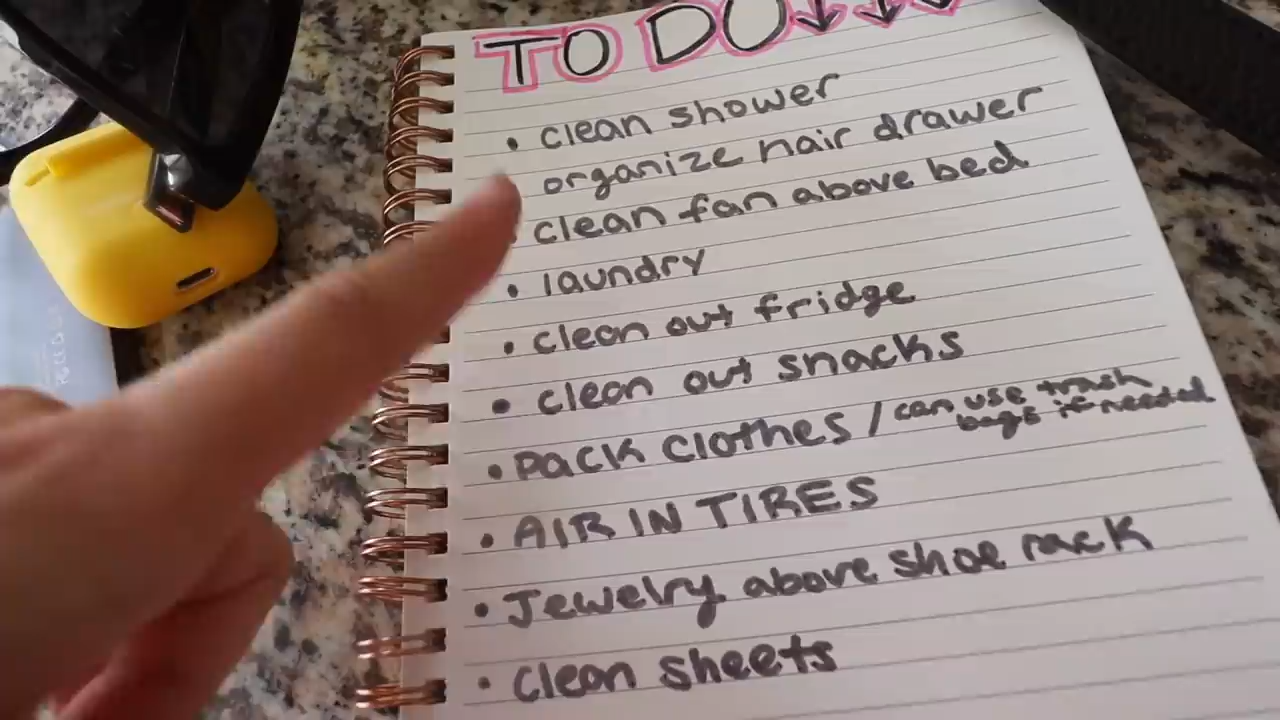 TO DO ↓↓↓
• clean shower
organize hair drawer
• clean fan above bed
• laundry
• clean out fridge
• clean out snacks
• PACK CLOTHES / can use trash
bags if needed
• AIR IN TIRES
• Jewelry above shoe rack
• Clean sheets